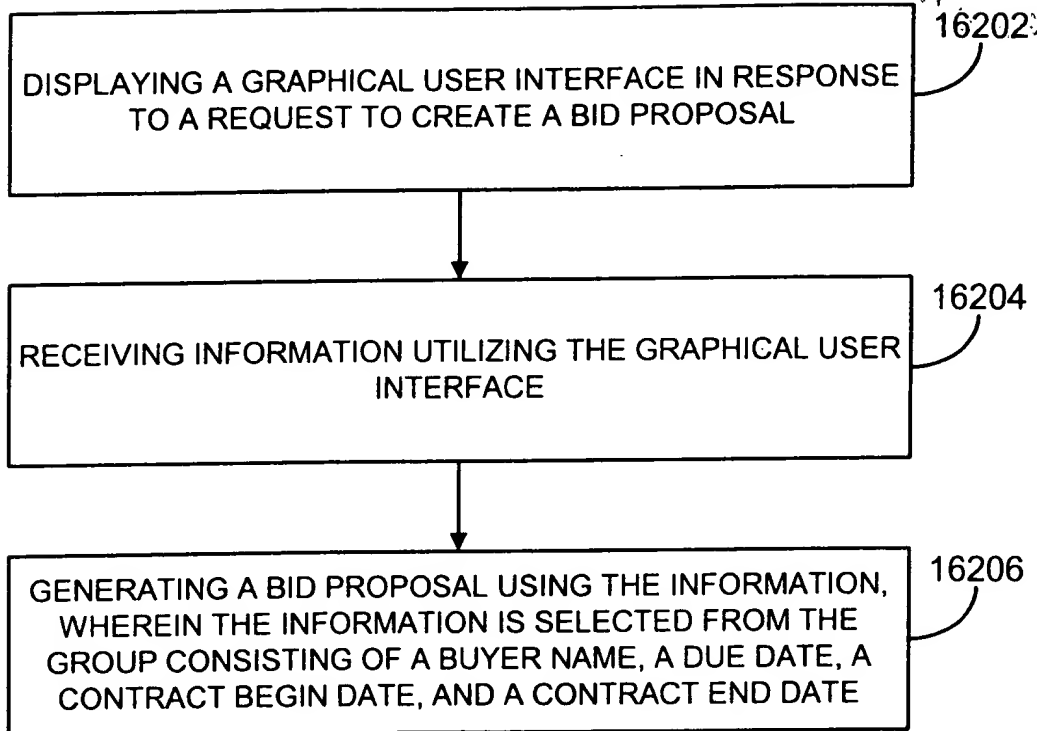 16202
DISPLAYING A GRAPHICAL USER INTERFACE IN RESPONSE
TO A REQUEST TO CREATE A BID PROPOSAL
16204
RECEIVING INFORMATION UTILIZING THE GRAPHICAL USER
INTERFACE
16206
GENERATING A BID PROPOSAL USING THE INFORMATION,
WHEREIN THE INFORMATION IS SELECTED FROM THE
GROUP CONSISTING OF A BUYER NAME, A DUE DATE, A
CONTRACT BEGIN DATE, AND A CONTRACT END DATE